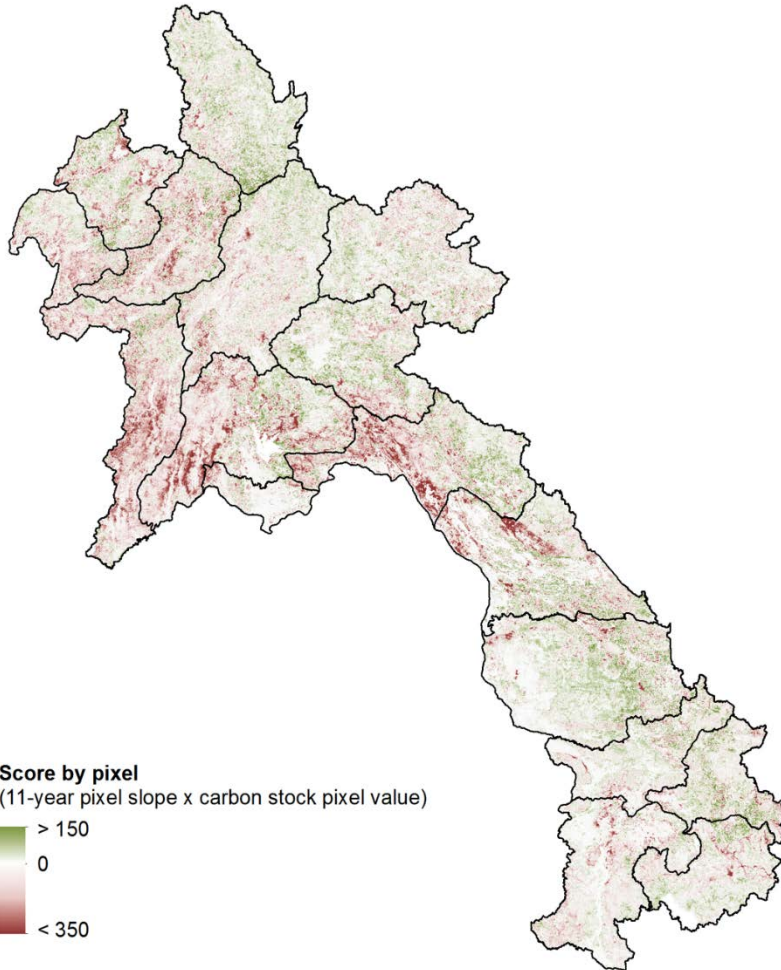 Score by pixel
(11-year pixel slope x carbon stock pixel value)
> 150
0
< 350